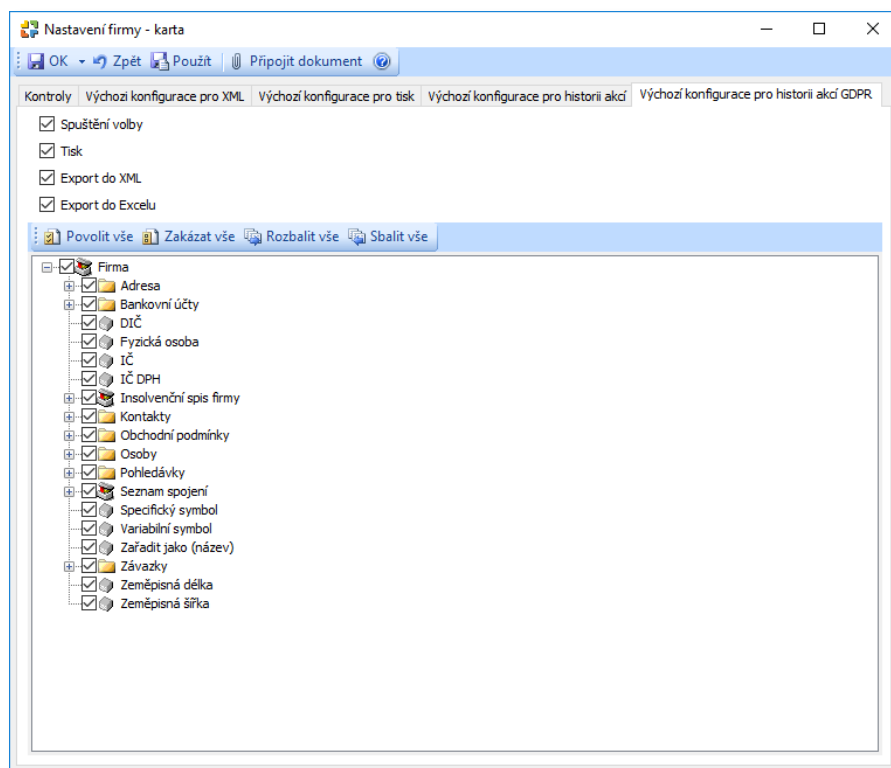 Nastavení firmy - karta
OK Zpět Použít Připojit dokument
Kontroly Výchozi konfigurace pro XML Výchozí konfigurace pro tisk Výchozí konfigurace pro historii akcí Výchozí konfigurace pro historii akcí GDPR
Spuštění volby
Tisk
Export do XML
Export do Excelu
Povolit vše Zakázat vše Rozbalit vše Sbalit vše
Firma
Adresa
Bankovní účty
DIČ
Fyzická osoba
IČ
IČ DPH
Insolvenční spis firmy
Kontakty
Obchodní podmínky
Osoby
Pohledávky
Seznam spojení
Specifický symbol
Variabilní symbol
Zařadit jako (název)
Závazky
Zeměpisná délka
Zeměpisná šířka